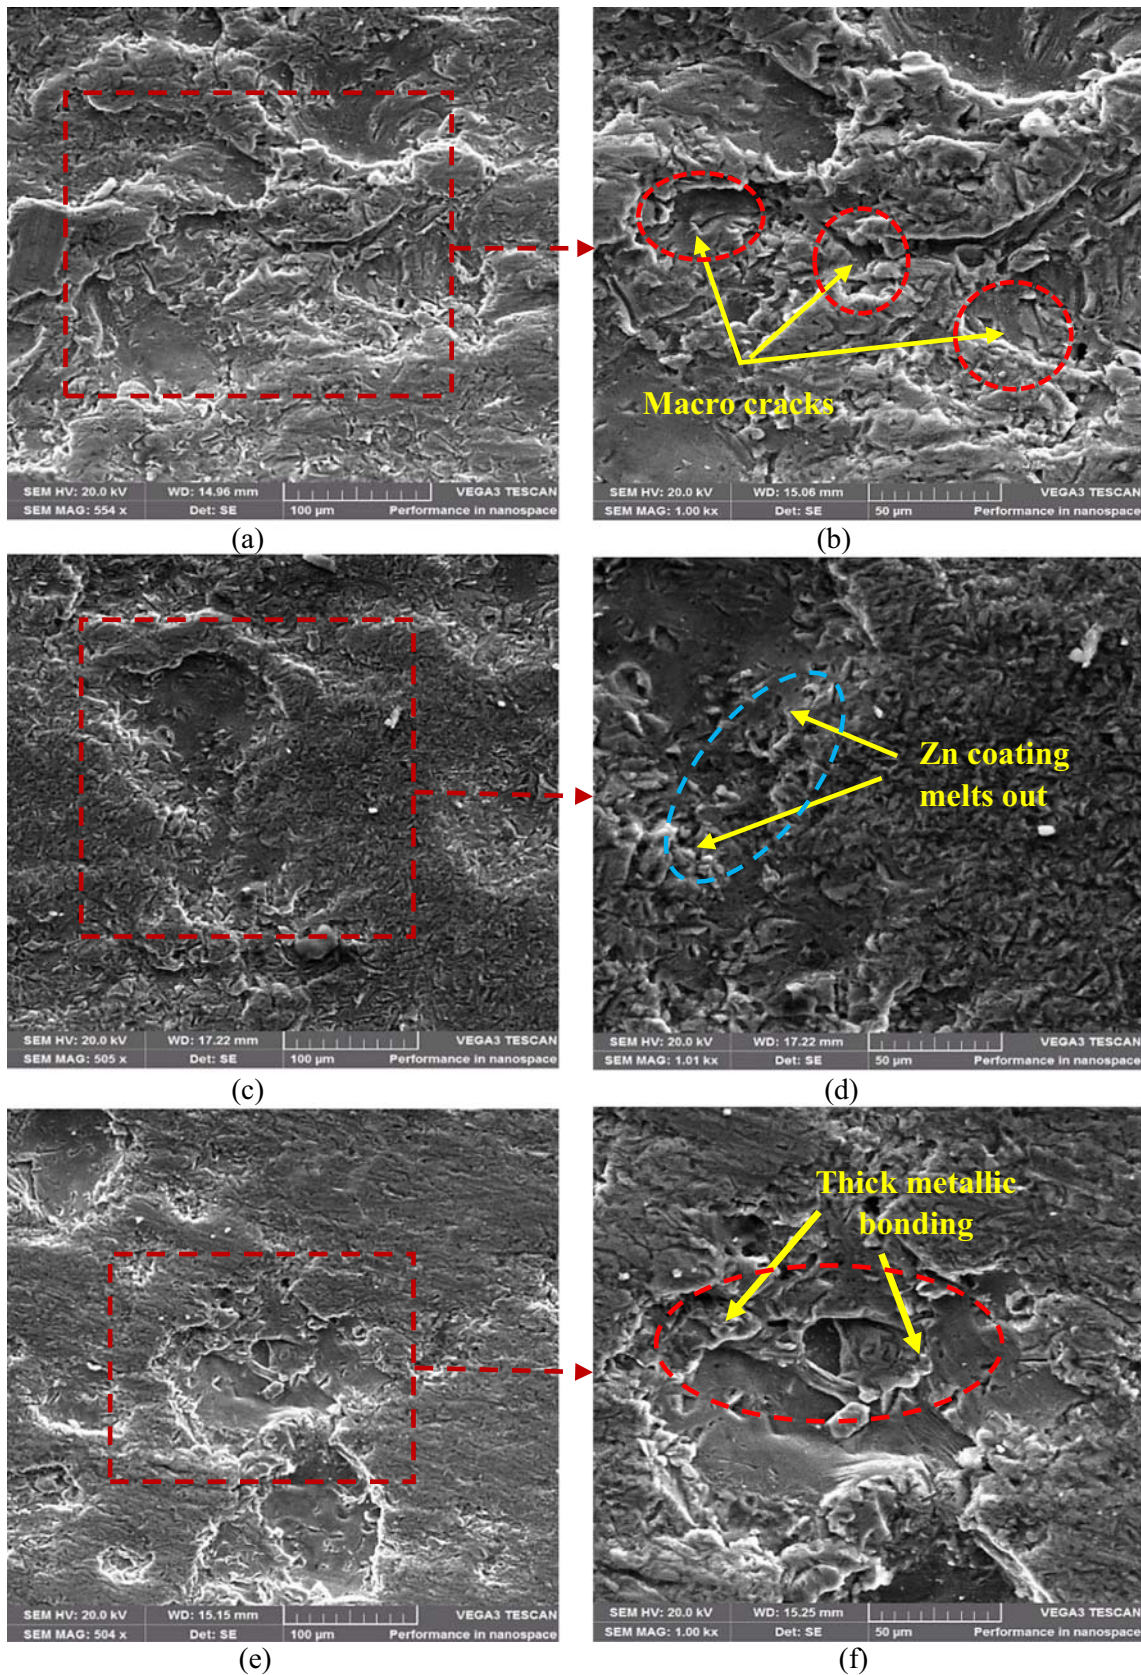 Macro cracks
SEM HV: 20.0 kV WD: 14.96 mm VEGA3 TESCAN
SEM MAG: 554 x Det: SE 100 µm Performance in nanospace
(a)
SEM HV: 20.0 kV WD: 15.06 mm VEGA3 TESCAN
SEM MAG: 1.00 kx Det: SE 50 µm Performance in nanospace
(b)
Zn coating
melts out
SEM HV: 20.0 kV WD: 17.22 mm VEGA3 TESCAN
SEM MAG: 505 x Det: SE 100 µm Performance in nanospace
(c)
SEM HV: 20.0 kV WD: 17.22 mm VEGA3 TESCAN
SEM MAG: 1.01 kx Det: SE 50 µm Performance in nanospace
(d)
Thick metallic
bonding
SEM HV: 20.0 kV WD: 15.15 mm VEGA3 TESCAN
SEM MAG: 504 x Det: SE 100 µm Performance in nanospace
(e)
SEM HV: 20.0 kV WD: 15.25 mm VEGA3 TESCAN
SEM MAG: 1.00 kx Det: SE 50 µm Performance in nanospace
(f)